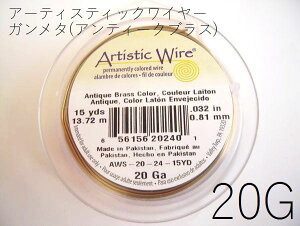 アーティスティックワイヤー
ガンメタ(アンティークブラス)
Artistic Wire®
permanently colored wire
alambre de colores - fil de couleur
Antique Brass Color, Couleur Laiton
Antique, Color Latón Envejecido
15 yds .032 in
13.72 m 0.81 mm
6 56156 20240 1
Made in Pakistan, Fabriqué au
Pakistan, Hecho en Pakistan
AWS-20-24-15YD
20 Ga
20G